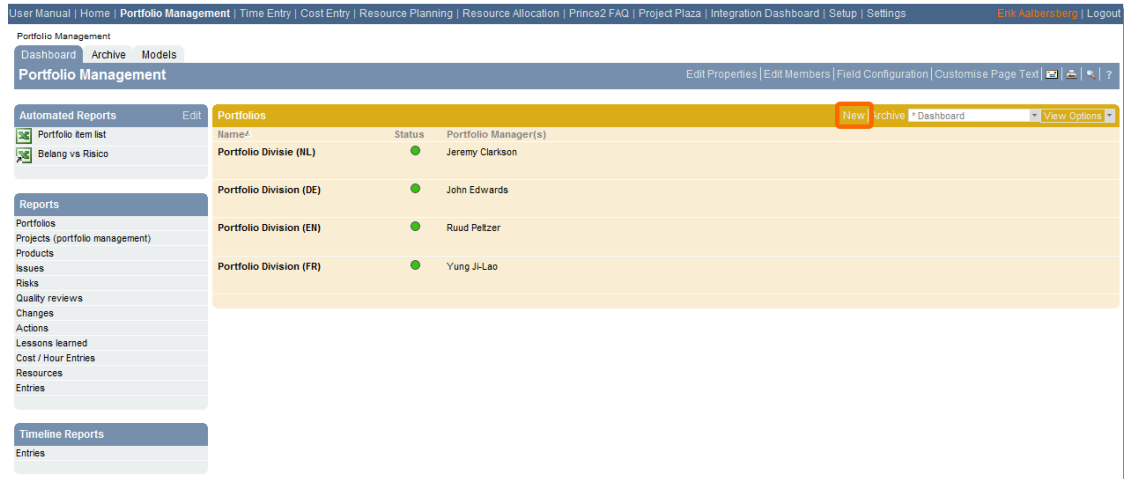 User Manual | Home | Portfolio Management | Time Entry | Cost Entry | Resource Planning | Resource Allocation | Prince2 FAQ | Project Plaza | Integration Dashboard | Setup | Settings Erik Aalbersberg | Logout
Portfolio Management
Dashboard Archive Models
Portfolio Management Edit Properties | Edit Members | Field Configuration | Customise Page Text | ?
Automated Reports Edit
Portfolio item list
Belang vs Risico
Reports
Portfolios
Projects (portfolio management)
Products
Issues
Risks
Quality reviews
Changes
Actions
Lessons learned
Cost / Hour Entries
Resources
Entries
Timeline Reports
Entries
Portfolios New Archive * Dashboard View Options
Name Status Portfolio Manager(s)
Portfolio Divisie (NL) Jeremy Clarkson
Portfolio Division (DE) John Edwards
Portfolio Division (EN) Ruud Peltzer
Portfolio Division (FR) Yung Ji-Lao